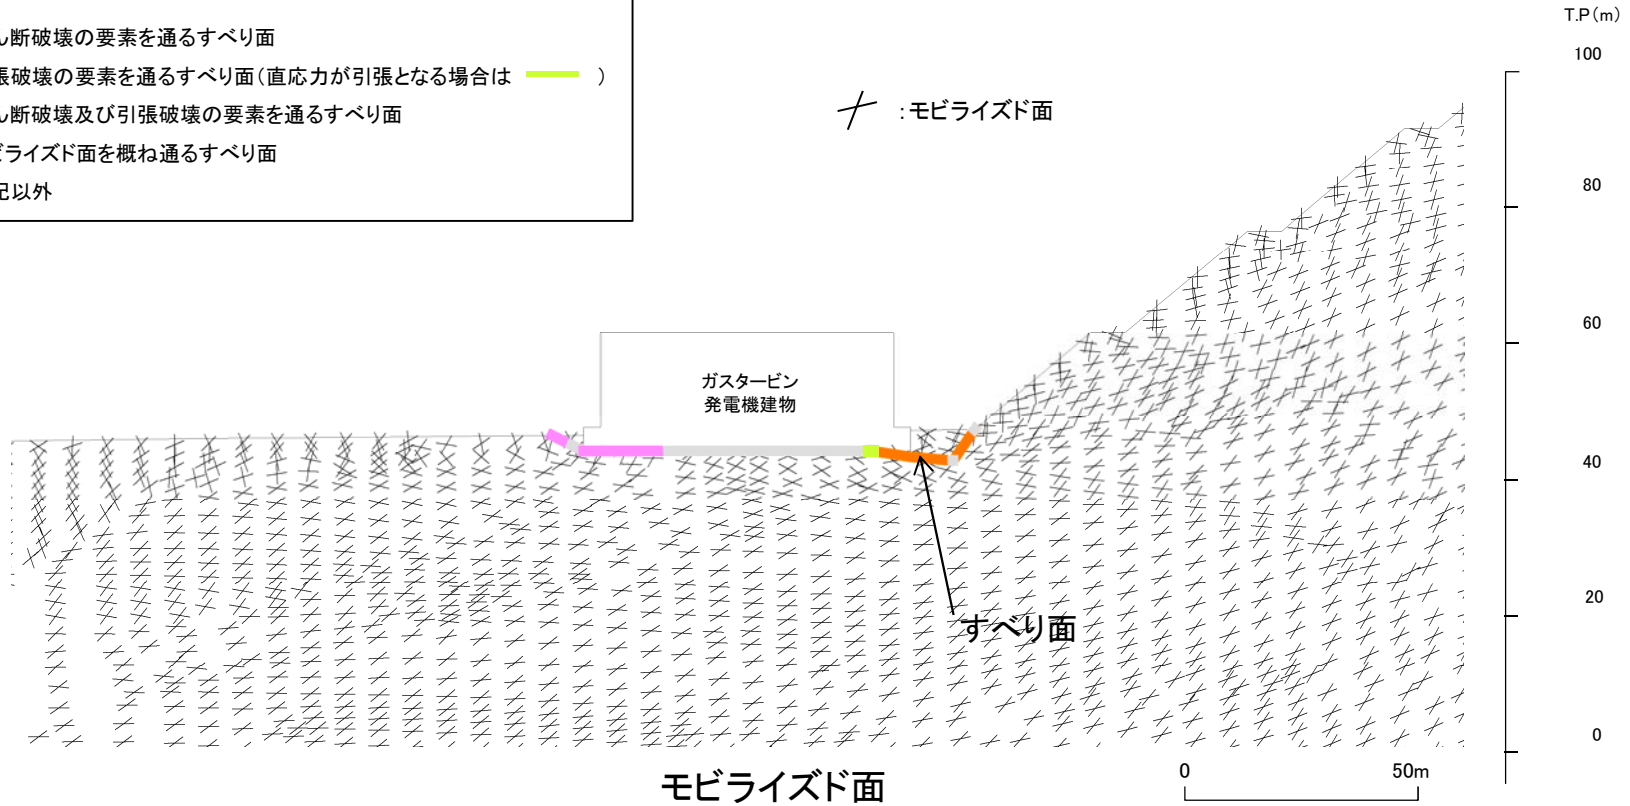 T.P(m)
ん断破壊の要素を通るすべり面
張破壊の要素を通るすべり面(直応力が引張となる場合は )
ん断破壊及び引張破壊の要素を通るすべり面
ビライズド面を概ね通るすべり面
記以外
:モビライズド面
100
80
60
40
20
0
ガスタービン
発電機建物
すべり面
モビライズド面
0 50m